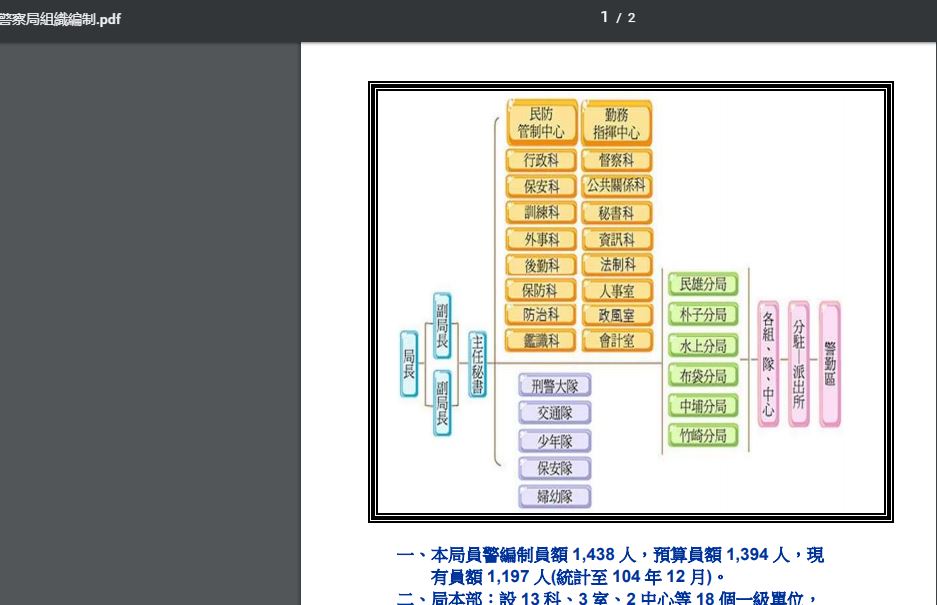 警察局組織編制.pdf
1 / 2
民防
管制中心
勤務
指揮中心
行政科
督察科
保安科
公共關係科
訓練科
秘書科
外事科
資訊科
後勤科
法制科
保防科
人事室
防治科
政風室
鑑識科
會計室
局長
副局長
副局長
主任秘書
刑警大隊
交通隊
少年隊
保安隊
婦幼隊
民雄分局
朴子分局
水上分局
布袋分局
中埔分局
竹崎分局
各組、隊、中心
分駐—派出所
警勤區
一、本局員警編制員額 1,438 人，預算員額 1,394 人，現
有員額 1,197 人(統計至 104 年 12 月)。
二、局本部：設 13 科、3 室、2 中心等 18 個一級單位，